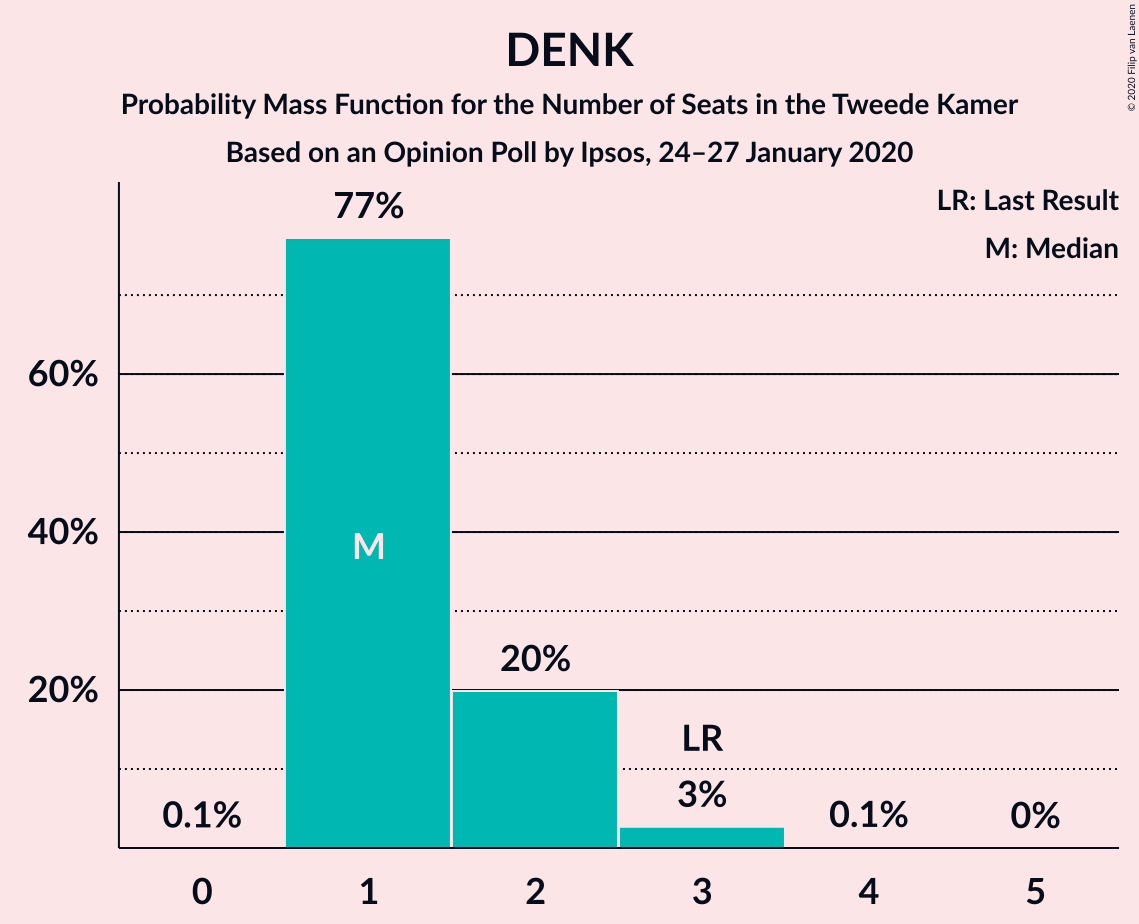 DENK
Probability Mass Function for the Number of Seats in the Tweede Kamer
Based on an Opinion Poll by Ipsos, 24–27 January 2020
© 2020 Filip van Laenen
LR: Last Result
M: Median
77%
60%
40%
M
20%
20%
LR
3%
0.1%
0.1%
0%
0 1 2 3 4 5